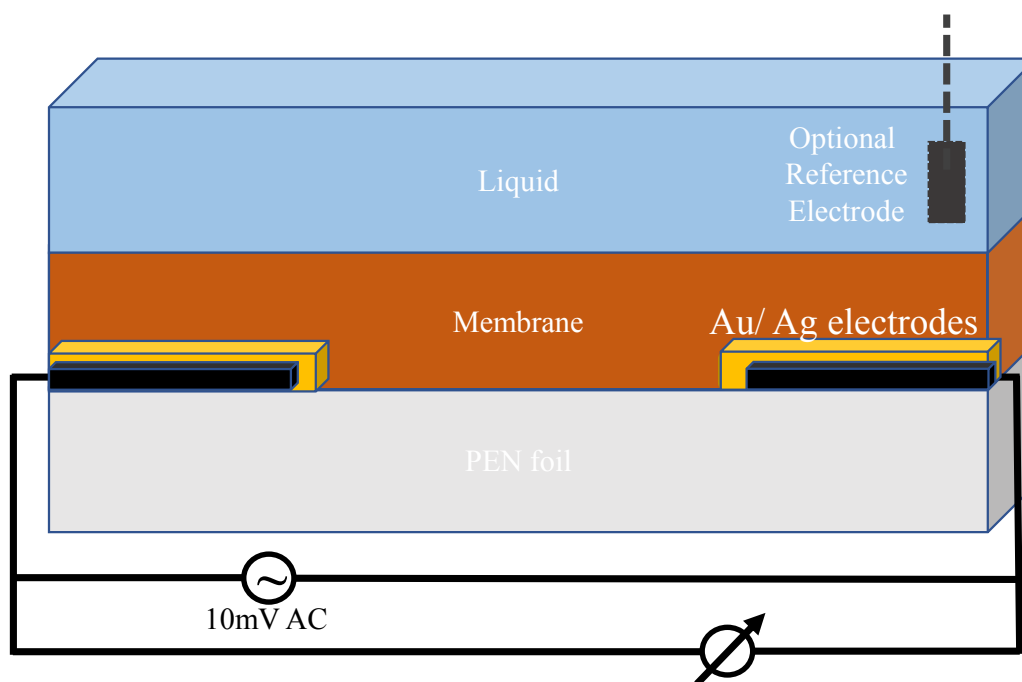 Optional
Reference
Electrode
Liquid
Membrane
Au/ Ag electrodes
PEN foil
~
10mV AC